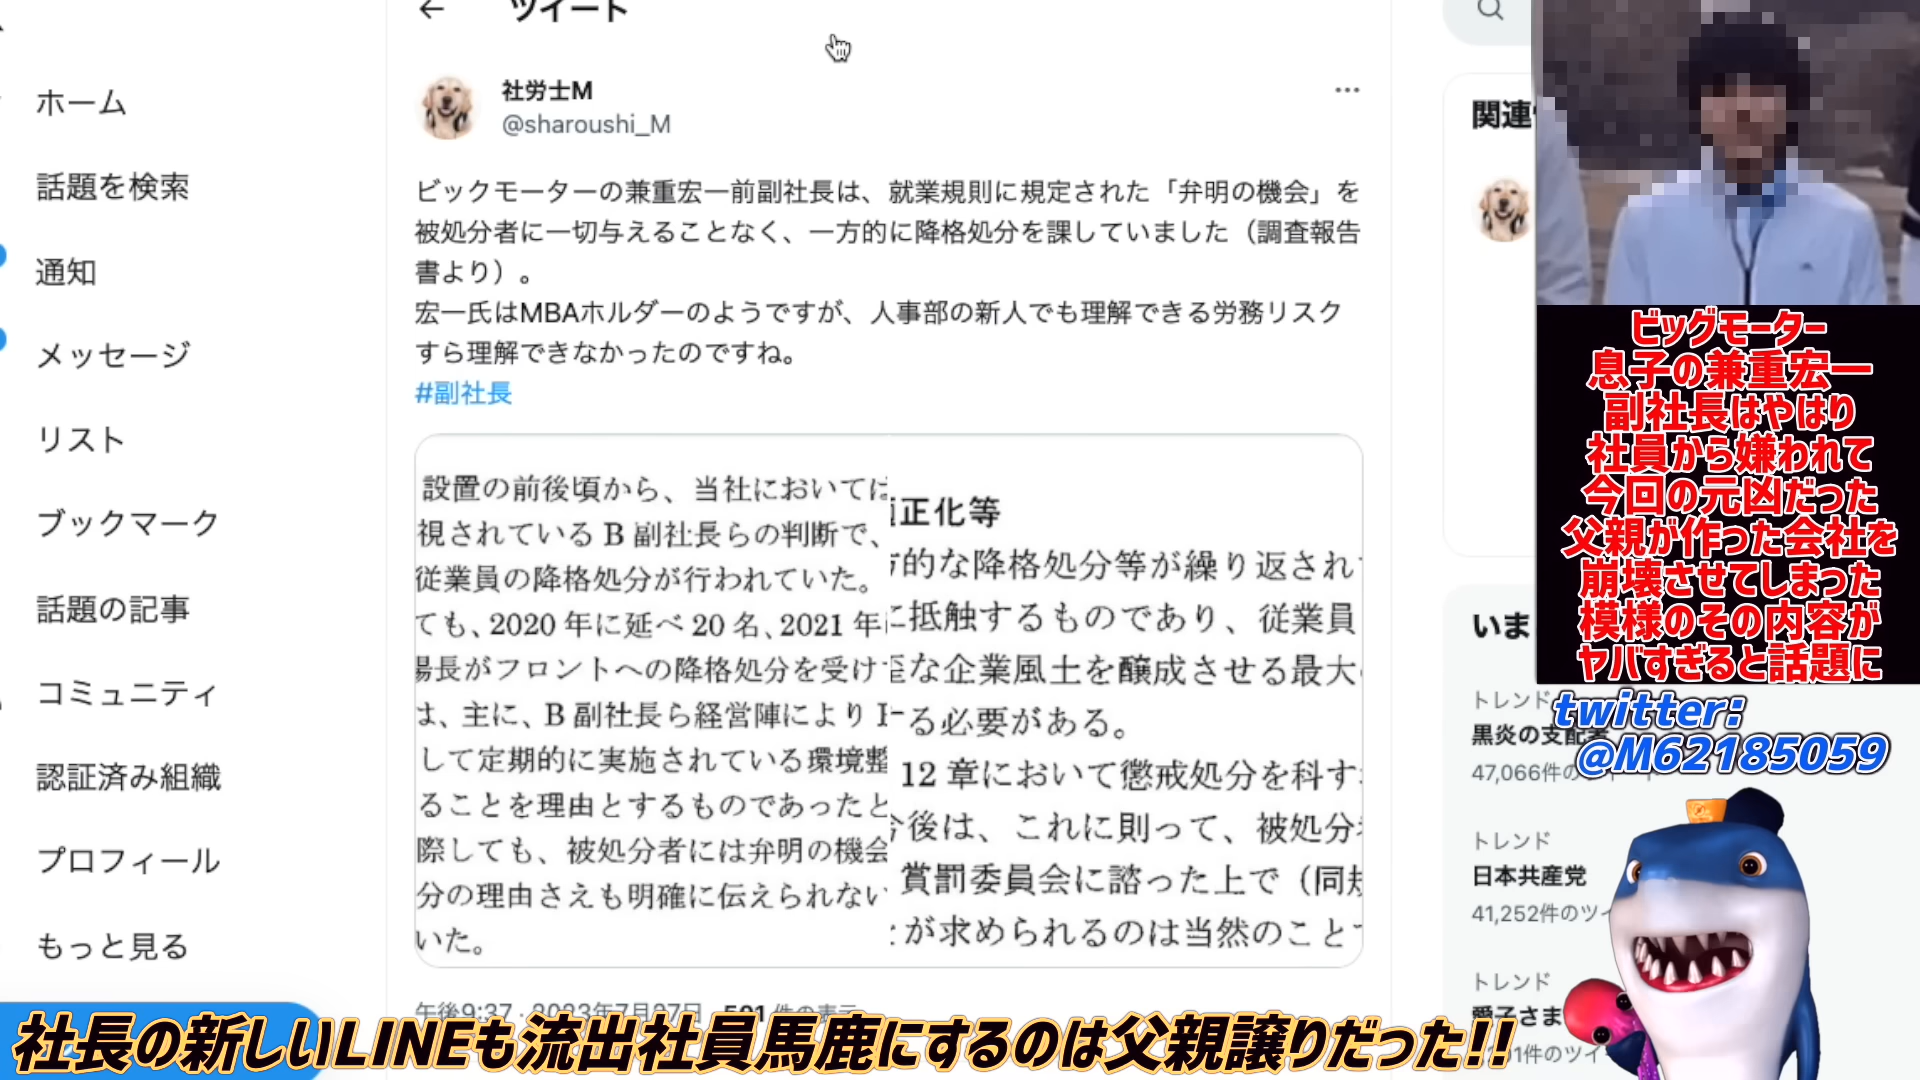 ツイート
ホーム
話題を検索
通知
メッセージ
リスト
ブックマーク
話題の記事
コミュニティ
認証済み組織
プロフィール
もっと見る
社労士M
@sharoushi_M
ビックモーターの兼重宏一前副社長は、就業規則に規定された「弁明の機会」を
被処分者に一切与えることなく、一方的に降格処分を課していました（調査報告
書より）。
宏一氏はMBAホルダーのようですが、人事部の新人でも理解できる労務リスク
すら理解できなかったのですね。
#副社長
設置の前後頃から、当社においては
視されている B 副社長らの判断で、
従業員の降格処分が行われていた。
ても、2020 年に延べ 20 名、2021 年
場長がフロントへの降格処分を受け
は、主に、B 副社長ら経営陣により
して定期的に実施されている環境整
ることを理由とするものであったと
際しても、被処分者には弁明の機会
分の理由さえも明確に伝えられない
いた。
正化等
的な降格処分等が繰り返され
に抵触するものであり、従業員
な企業風土を醸成させる最大
る必要がある。
12 章において懲戒処分を科す
後は、これに則って、被処分
賞罰委員会に諮った上で（同規
が求められるのは当然のこと
午後9:37 · 2023年7月27日 501 件の表示
関連
いま
トレンド
黒炎の支配者
47,066件の
トレンド
日本共産党
41,252件のツイ
トレンド
愛子さま
1件のツイ
ビッグモーター
息子の兼重宏一
副社長はやはり
社員から嫌われて
今回の元凶だった
父親が作った会社を
崩壊させてしまった
模様のその内容が
ヤバすぎると話題に
twitter:
@M62185059
社長の新しいLINEも流出社員馬鹿にするのは父親譲りだった!!